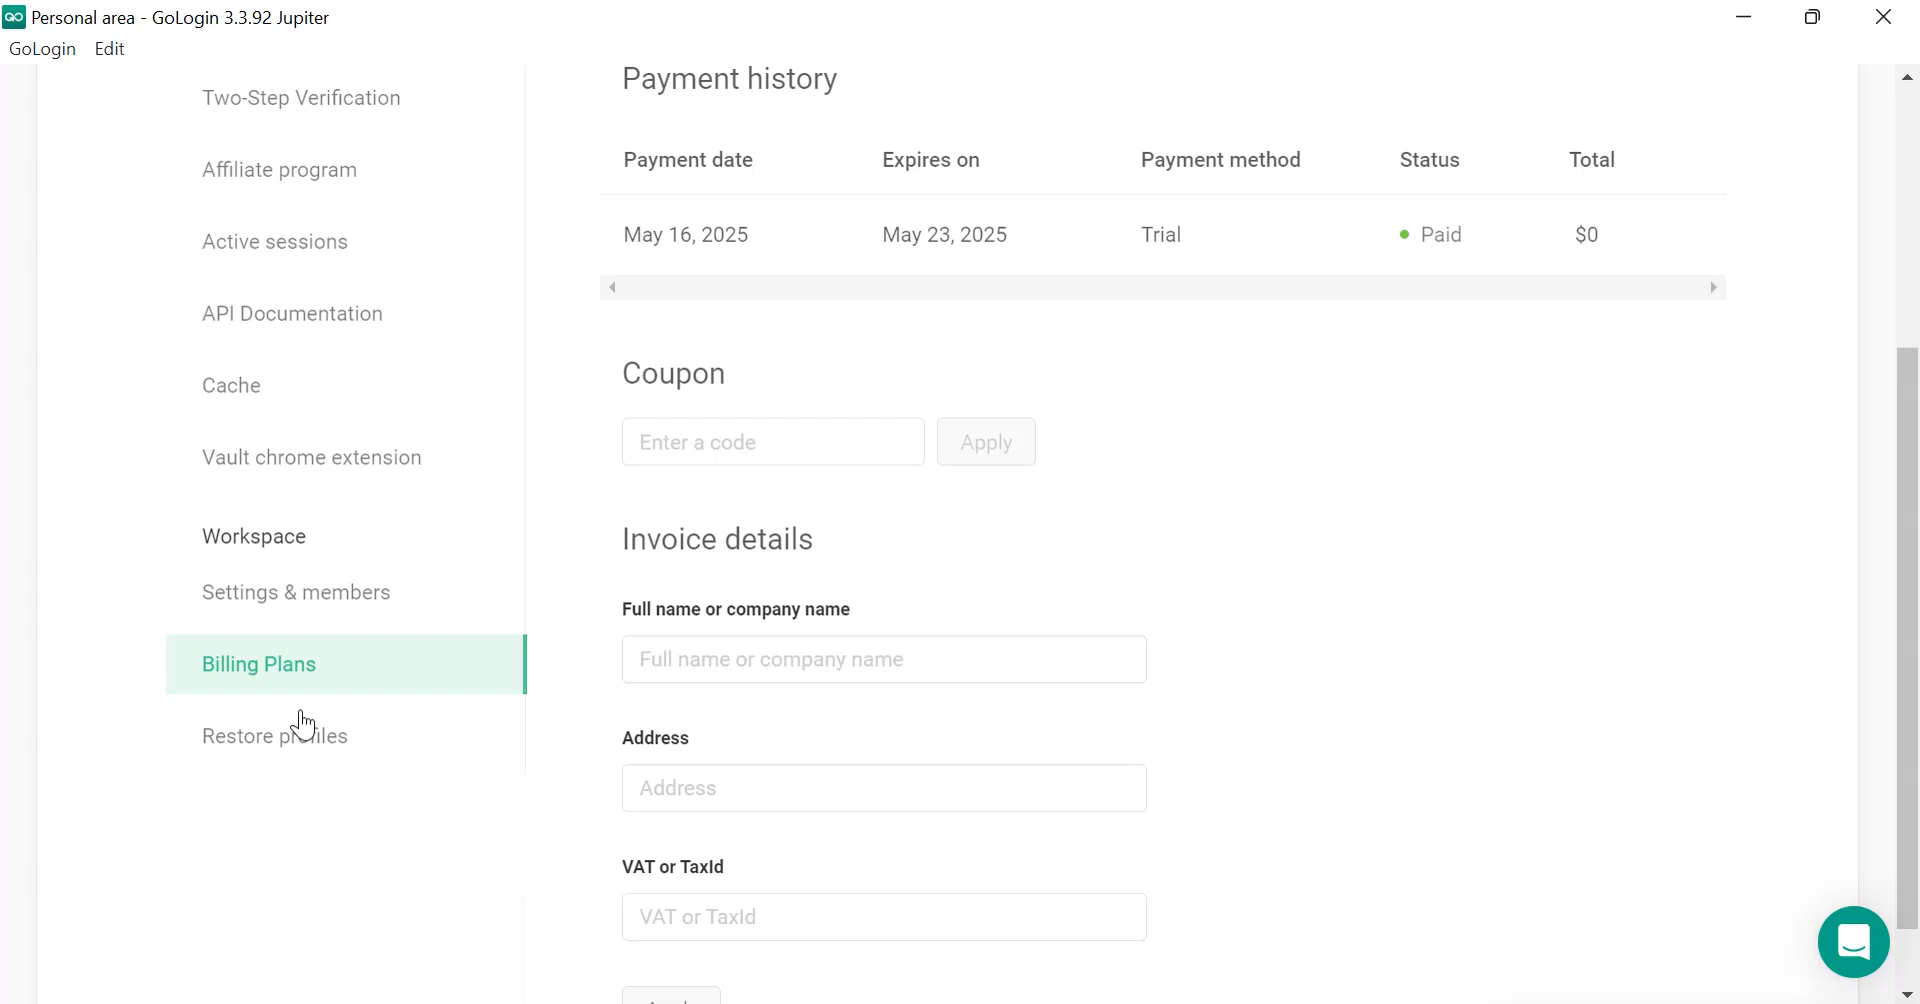 Personal area - GoLogin 3.3.92 Jupiter
GoLogin Edit
Two-Step Verification
Affiliate program
Active sessions
API Documentation
Cache
Vault chrome extension
Workspace
Settings & members
Billing Plans
Restore profiles
Payment history
Payment date Expires on Payment method Status Total
May 16, 2025 May 23, 2025 Trial Paid $0
Coupon
Enter a code Apply
Invoice details
Full name or company name
Full name or company name
Address
Address
VAT or TaxId
VAT or TaxId